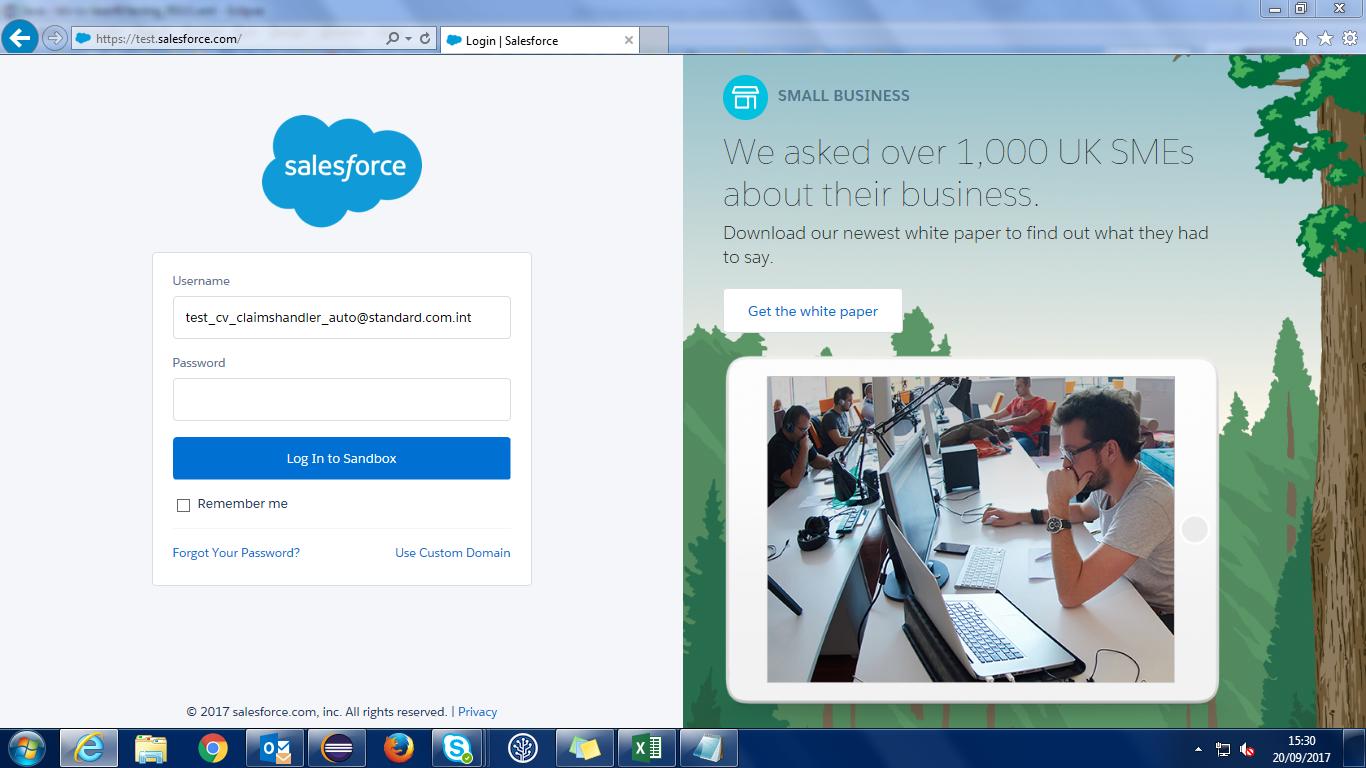 https://test.salesforce.com/
Login | Salesforce
salesforce
Username
test_cv_claimshandler_auto@standard.com.int
Password
Log In to Sandbox
Remember me
Forgot Your Password?
Use Custom Domain
© 2017 salesforce.com, inc. All rights reserved. | Privacy
SMALL BUSINESS
We asked over 1,000 UK SMEs
about their business.
Download our newest white paper to find out what they had
to say.
Get the white paper
15:30
20/09/2017